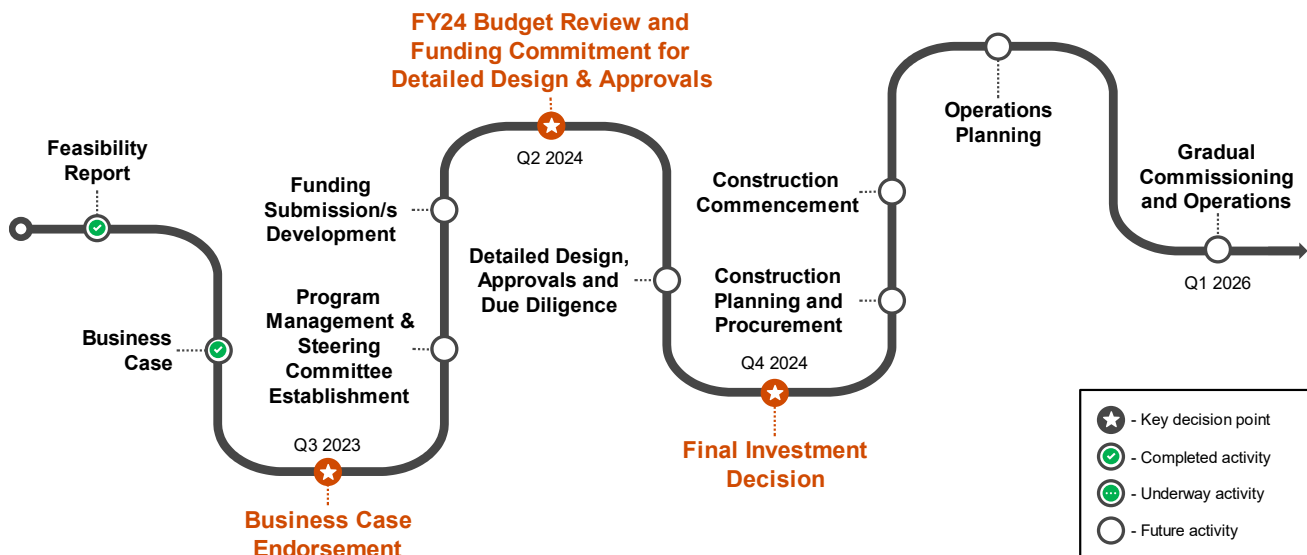 FY24 Budget Review and
Funding Commitment for
Detailed Design & Approvals
Q2 2024
Feasibility
Report
Business
Case
Q3 2023
Business Case
Endorsement
Program
Management &
Steering
Committee
Establishment
Funding
Submission/s
Development
Detailed Design,
Approvals and
Due Diligence
Q4 2024
Final Investment
Decision
Construction
Planning and
Procurement
Construction
Commencement
Operations
Planning
Gradual
Commissioning
and Operations
Q1 2026
- Key decision point
- Completed activity
- Underway activity
- Future activity